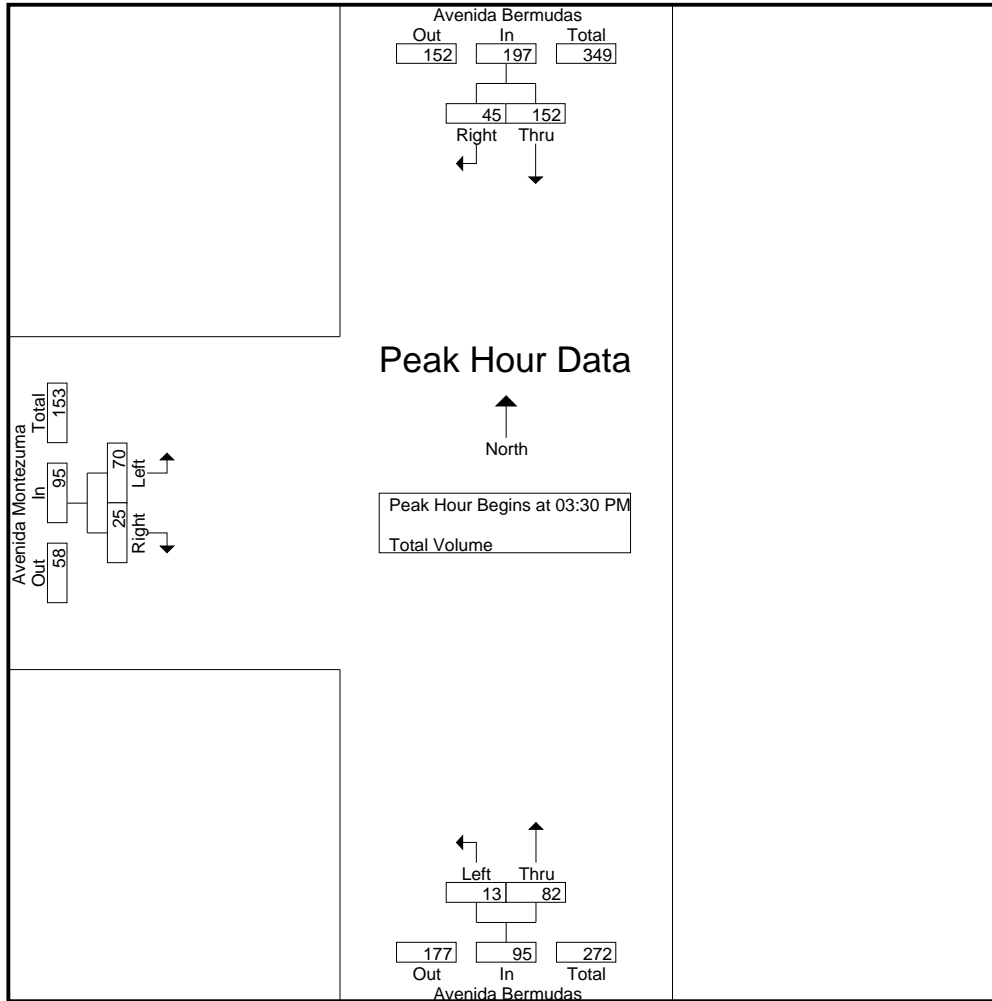 Avenida Bermudas
Out In Total
152 197 349
45 152
Right Thru
Peak Hour Data
North
Peak Hour Begins at 03:30 PM
Total Volume
Avenida Montezuma
Out In Total
58 95 153
25 70
Right Left
Left Thru
13 82
177 95 272
Out In Total
Avenida Bermudas